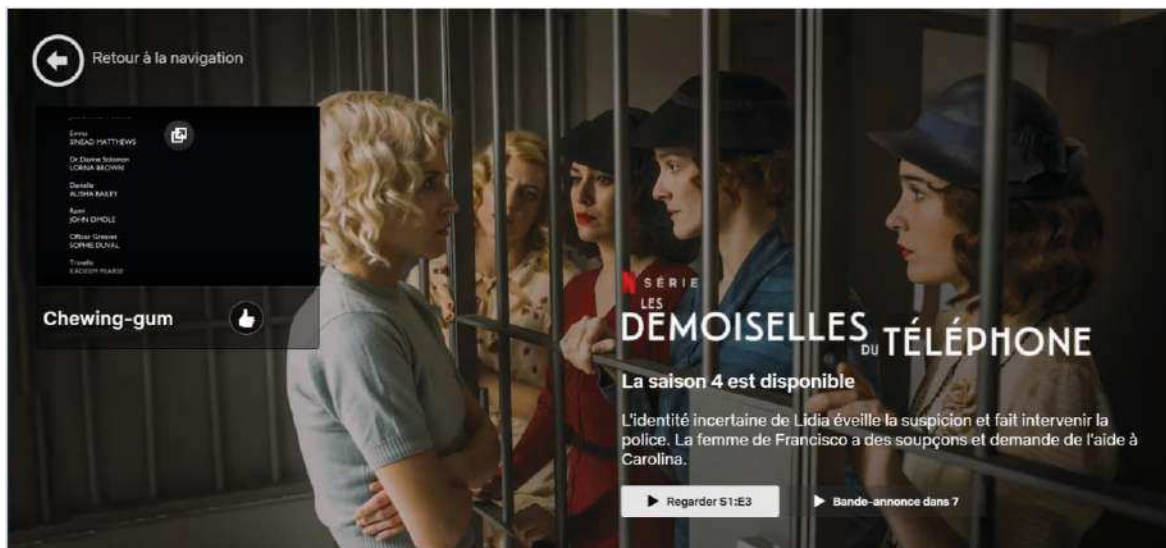 Retour à la navigation
Emma
SINEAD MATTHEWS
Dr. Davina Solomon
LORNA BROWN
Danielle
ALISHA BAILEY
Ryan
JOHN OMOLE
Officer Greaves
SOPHIE DUVAL
KADEEM PEARSE
Chewing-gum
N SÉRIE
LES
DEMOISELLES DU TÉLÉPHONE
La saison 4 est disponible
L'identité incertaine de Lidia éveille la suspicion et fait intervenir la
police. La femme de Francisco a des soupçons et demande de l'aide à
Carolina.
Regarder S1:E3
Bande-annonce dans 7